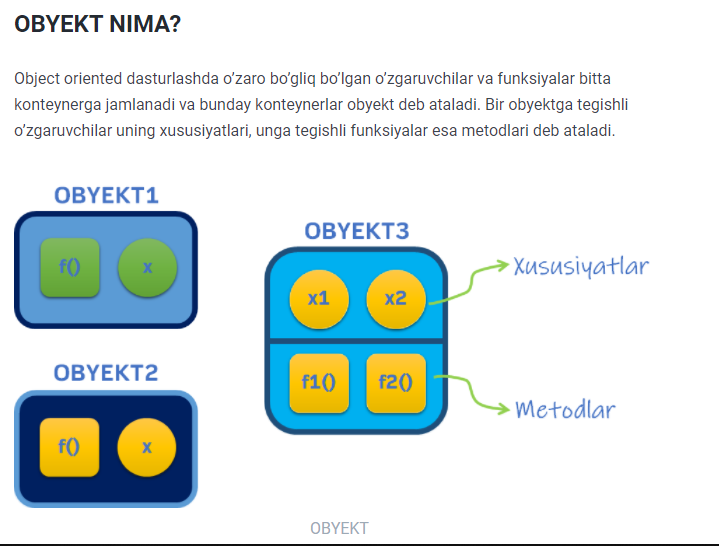 OBYEKT NIMA?
Object oriented dasturlashda o’zaro bo’gliq bo’lgan o’zgaruvchilar va funksiyalar bitta
konteynerga jamlanadi va bunday konteynerlar obyekt deb ataladi. Bir obyektga tegishli
o’zgaruvchilar uning xususiyatlari, unga tegishli funksiyalar esa metodlari deb ataladi.
OBYEKT1
f() x
OBYEKT2
f() x
OBYEKT3
x1 x2
f1() f2()
Xususiyatlar
Metodlar
OBYEKT